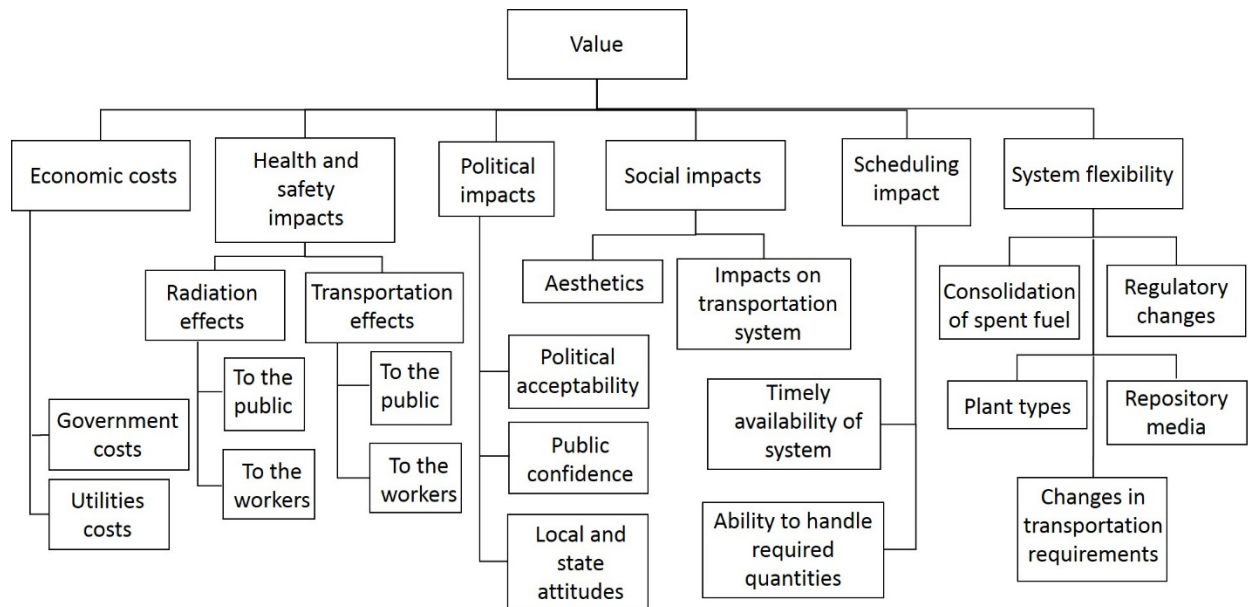 Value
Economic costs
Health and
safety
impacts
Political
impacts
Social impacts
Scheduling
impact
System flexibility
Radiation
effects
Transportation
effects
Aesthetics
Impacts on
transportation
system
Consolidation
of spent fuel
Regulatory
changes
Government
costs
Utilities
costs
To the
public
To the
workers
To the
public
To the
workers
Political
acceptability
Public
confidence
Local and
state
attitudes
Timely
availability of
system
Ability to handle
required
quantities
Plant types
Repository
media
Changes in
transportation
requirements